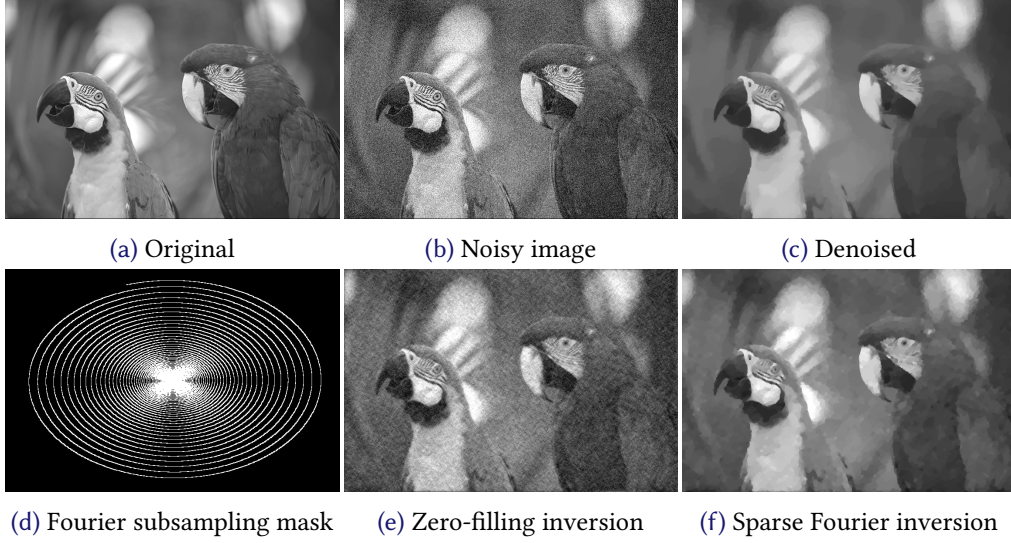 (a) Original (b) Noisy image (c) Denoised
(d) Fourier subsampling mask (e) Zero-filling inversion (f) Sparse Fourier inversion